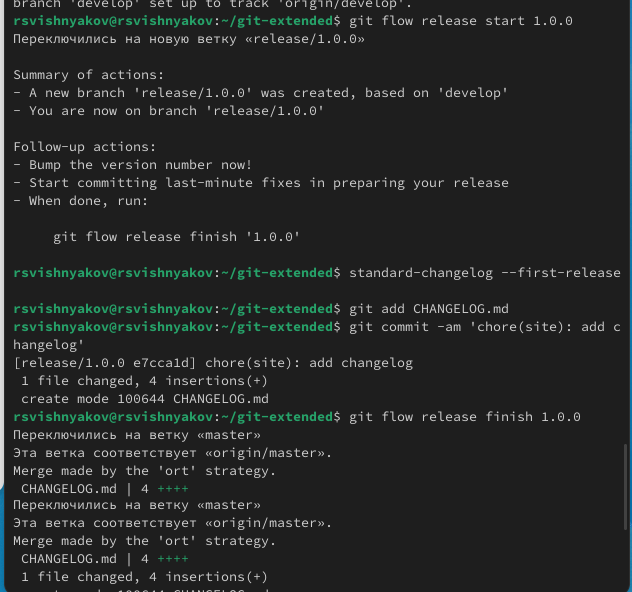 branch 'develop' set up to track 'origin/develop'.
rsvishnyakov@rsvishnyakov:~/git-extended$ git flow release start 1.0.0
Переключились на новую ветку «release/1.0.0»
Summary of actions:
- A new branch 'release/1.0.0' was created, based on 'develop'
- You are now on branch 'release/1.0.0'
Follow-up actions:
- Bump the version number now!
- Start committing last-minute fixes in preparing your release
- When done, run:
git flow release finish '1.0.0'
rsvishnyakov@rsvishnyakov:~/git-extended$ standard-changelog --first-release
rsvishnyakov@rsvishnyakov:~/git-extended$ git add CHANGELOG.md
rsvishnyakov@rsvishnyakov:~/git-extended$ git commit -am 'chore(site): add c
hangelog'
[release/1.0.0 e7cca1d] chore(site): add changelog
1 file changed, 4 insertions(+)
create mode 100644 CHANGELOG.md
rsvishnyakov@rsvishnyakov:~/git-extended$ git flow release finish 1.0.0
Переключились на ветку «master»
Эта ветка соответствует «origin/master».
Merge made by the 'ort' strategy.
CHANGELOG.md | 4 ++++
Переключились на ветку «master»
Эта ветка соответствует «origin/master».
Merge made by the 'ort' strategy.
CHANGELOG.md | 4 ++++
1 file changed, 4 insertions(+)